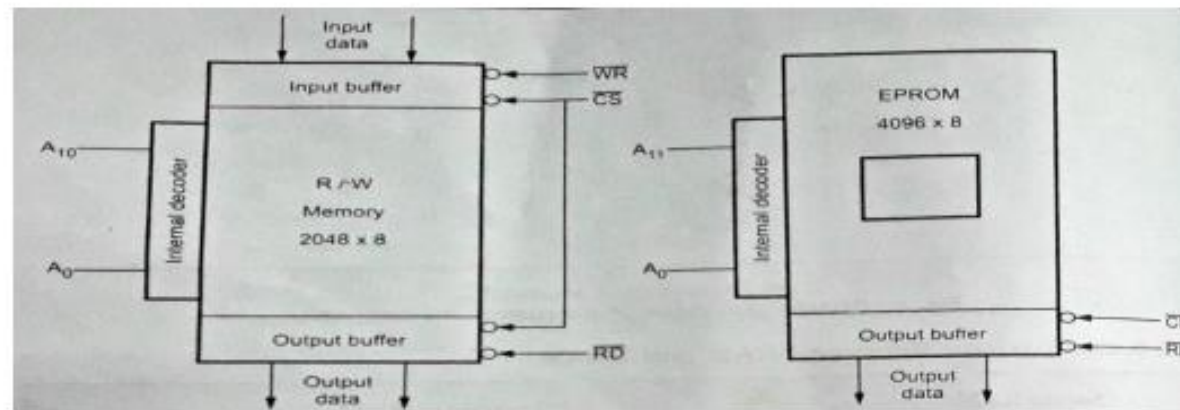 Input
data
Input buffer
WR
CS
A10
Internal decoder
R/W
Memory
2048 x 8
A0
Output buffer
RD
Output
data
EPROM
4096 x 8
A11
Internal decoder
A0
Output buffer
Output
data